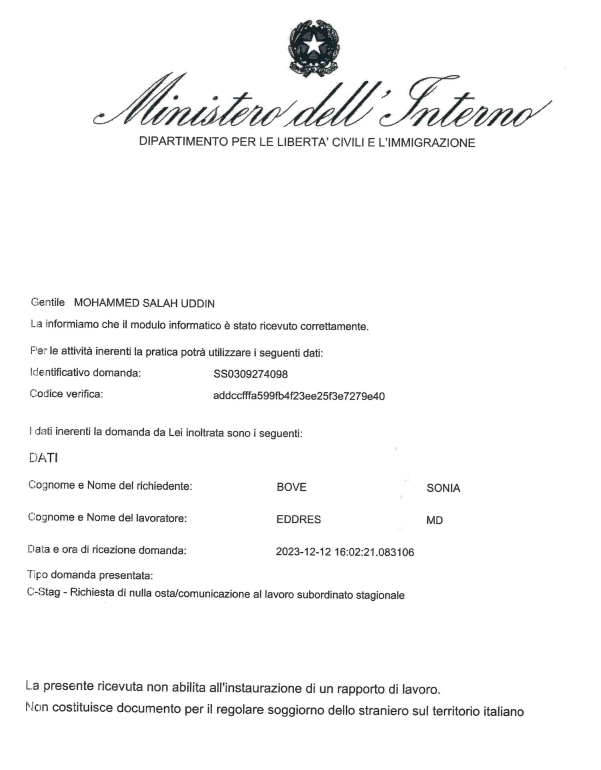 Ministero dell'Interno
DIPARTIMENTO PER LE LIBERTA' CIVILI E L'IMMIGRAZIONE
Gentile MOHAMMED SALAH UDDIN
La informiamo che il modulo informatico è stato ricevuto correttamente.
Per le attività inerenti la pratica potrà utilizzare i seguenti dati:
Identificativo domanda: SS0309274098
Codice verifica: addccfffa599fb4f23ee25f3e7279e40
I dati inerenti la domanda da Lei inoltrata sono i seguenti:
DATI
Cognome e Nome del richiedente: BOVE SONIA
Cognome e Nome del lavoratore: EDDRES MD
Data e ora di ricezione domanda: 2023-12-12 16:02:21.083106
Tipo domanda presentata:
C-Stag - Richiesta di nulla osta/comunicazione al lavoro subordinato stagionale
La presente ricevuta non abilita all'instaurazione di un rapporto di lavoro.
Non costituisce documento per il regolare soggiorno dello straniero sul territorio italiano